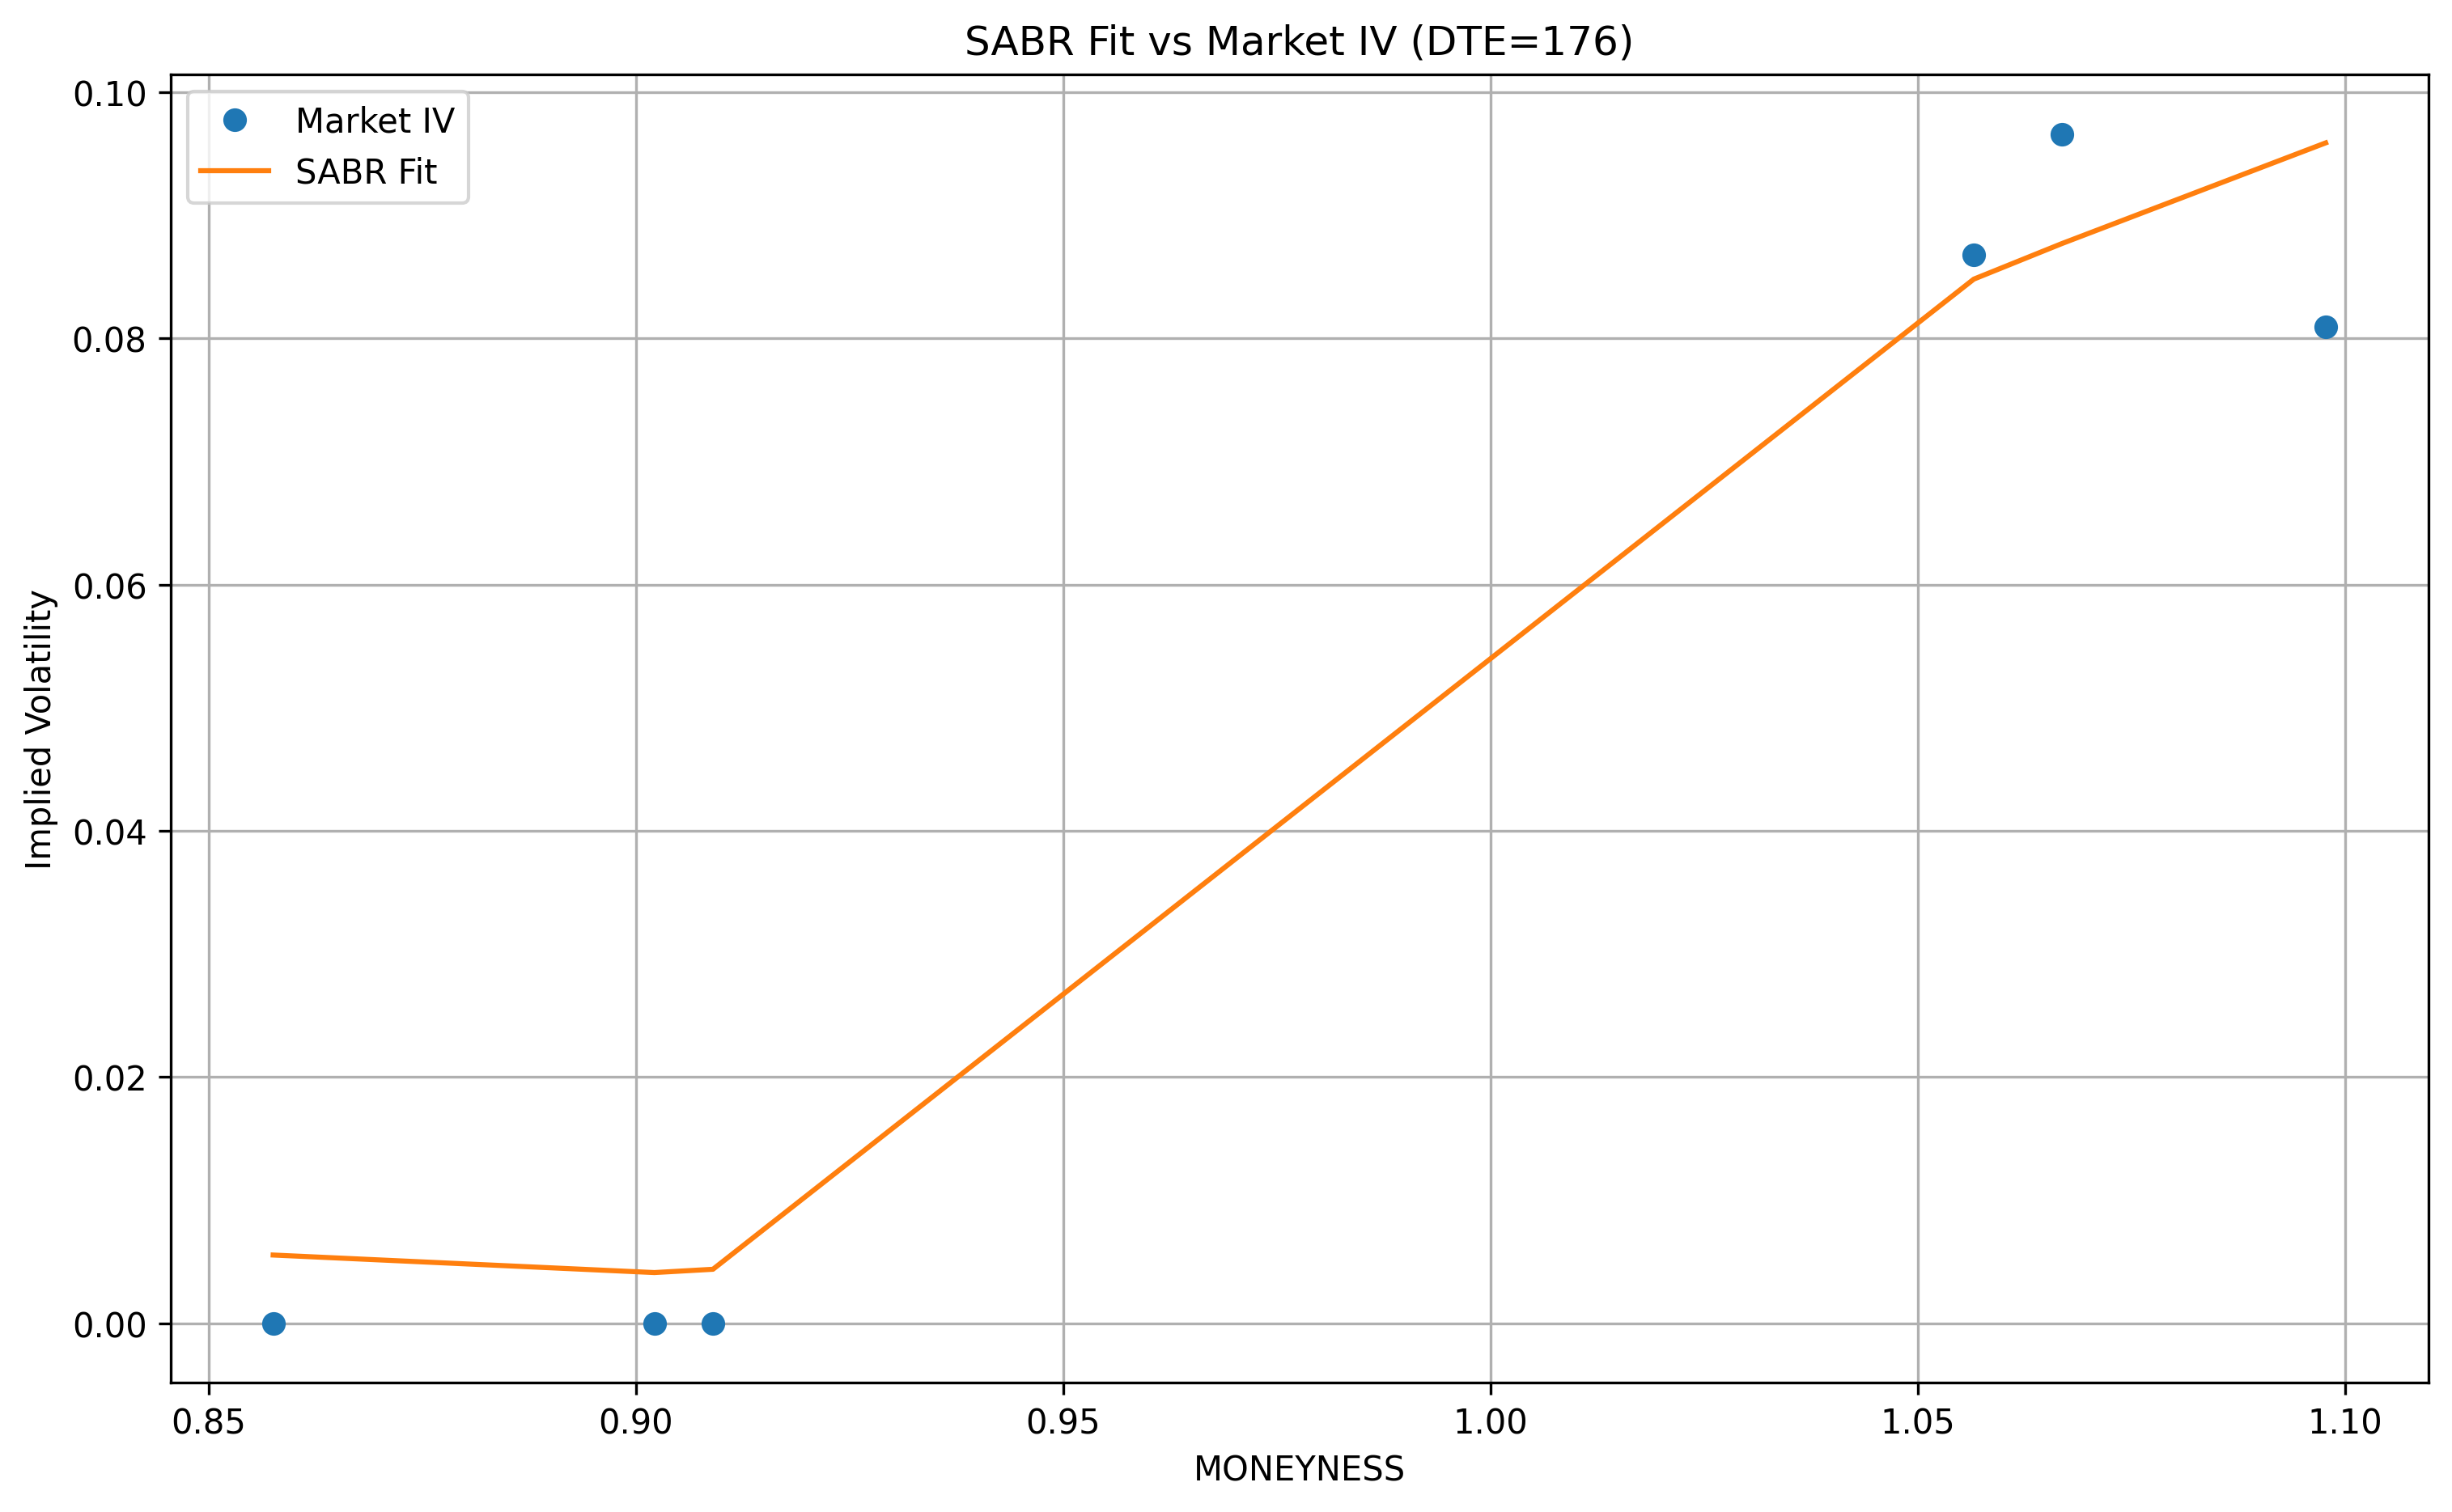 SABR Fit vs Market IV (DTE=176)
Market IV
SABR Fit
Implied Volatility
0.10
0.08
0.06
0.04
0.02
0.00
0.85 0.90 0.95 1.00 1.05 1.10
MONEYNESS